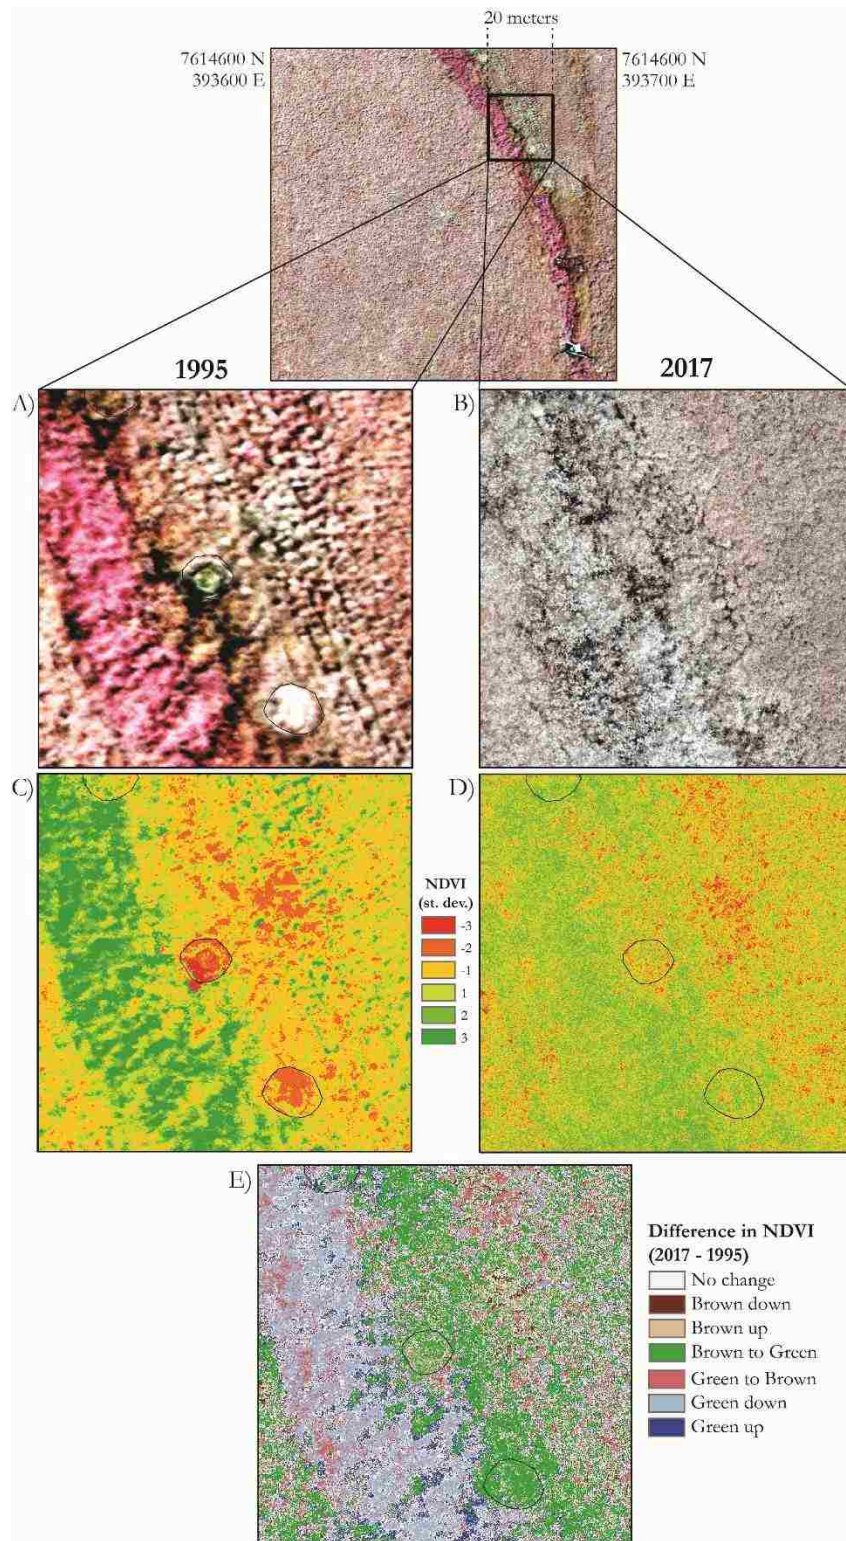 20 meters
7614600 N
393600 E
7614600 N
393700 E
1995
2017
A)
B)
C)
D)
NDVI
(st. dev.)
-3
-2
-1
1
2
3
E)
Difference in NDVI
(2017 - 1995)
No change
Brown down
Brown up
Brown to Green
Green to Brown
Green down
Green up